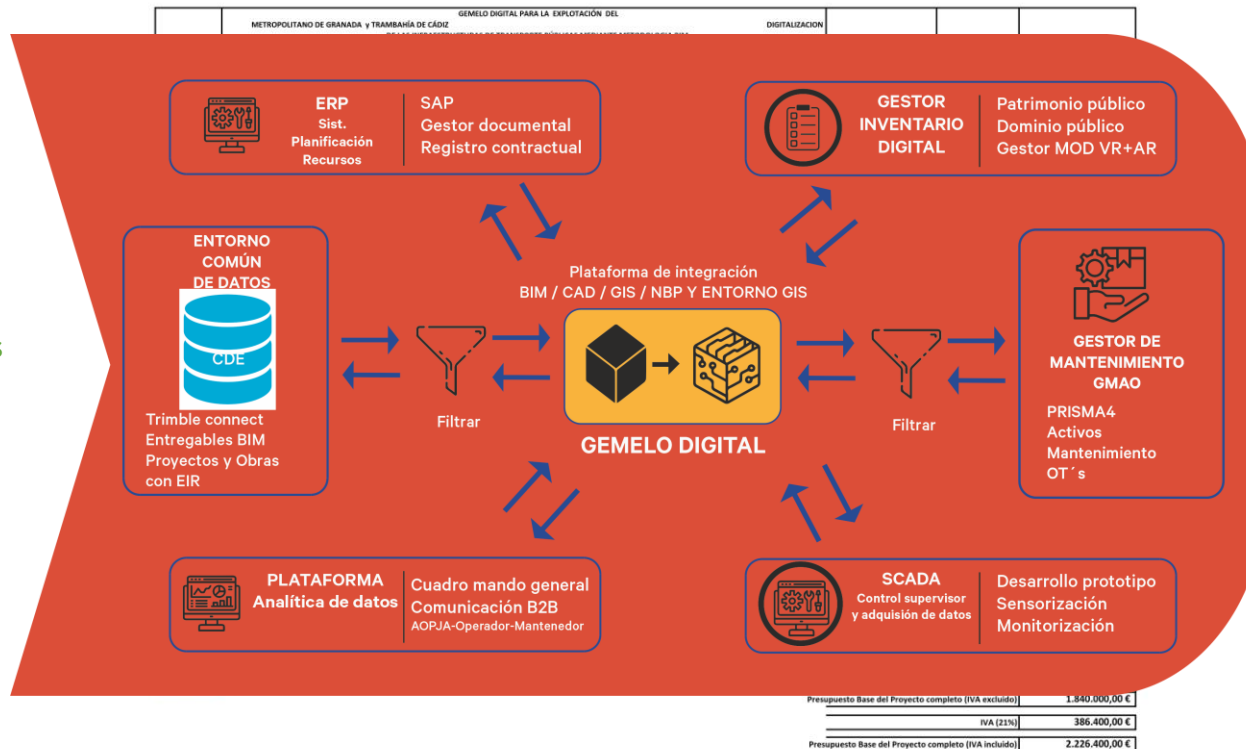 GEMELO DIGITAL PARA LA EXPLOTACIÓN DEL
METROPOLITANO DE GRANADA y TRAMBAHÍA DE CÁDIZ
DIGITALIZACION
ERP
Sist.
Planificación
Recursos
SAP
Gestor documental
Registro contractual
GESTOR
INVENTARIO
DIGITAL
Patrimonio público
Dominio público
Gestor MOD VR+AR
ENTORNO
COMÚN
DE DATOS
CDE
Trimble connect
Entregables BIM
Proyectos y Obras
con EIR
Filtrar
Plataforma de integración
BIM / CAD / GIS / NBP Y ENTORNO GIS
GEMELO DIGITAL
Filtrar
GESTOR DE
MANTENIMIENTO
GMAO
PRISMA4
Activos
Mantenimiento
OT´s
PLATAFORMA
Analítica de datos
Cuadro mando general
Comunicación B2B
AOPJA-Operador-Mantenedor
SCADA
Control supervisor
y adquisión de datos
Desarrollo prototipo
Sensorización
Monitorización
Presupuesto Base del Proyecto completo (IVA excluido) 1.840.000,00 €
IVA (21%) 386.400,00 €
Presupuesto Base del Proyecto completo (IVA incluido) 2.226.400,00 €